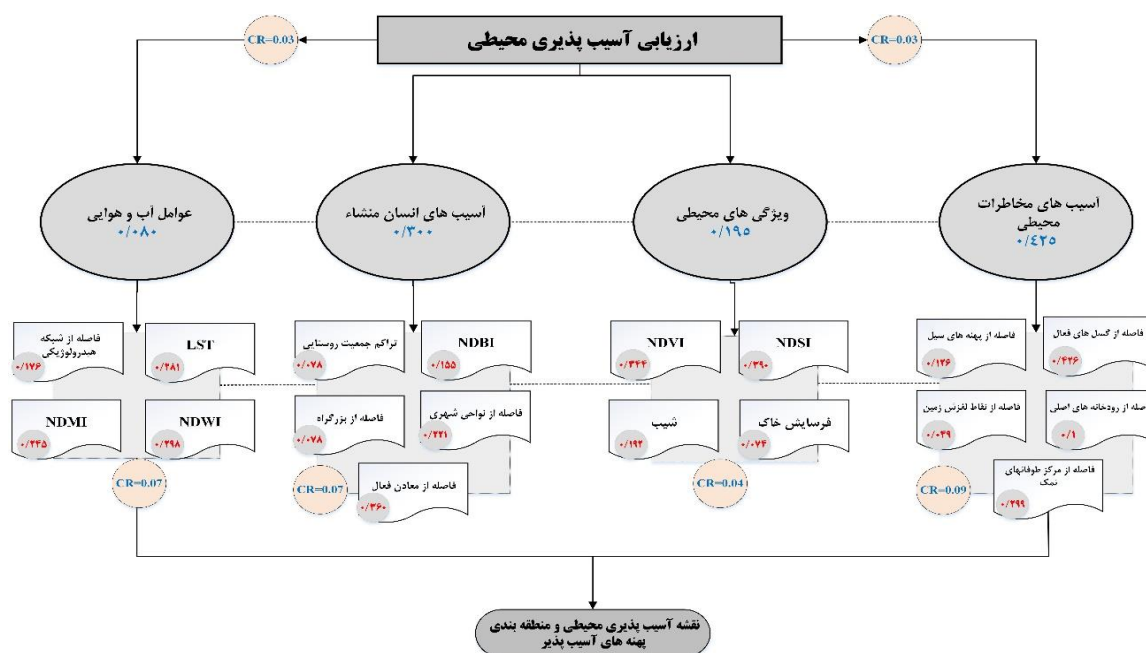 ارزیابی آسیب پذیری محیطی
CR=0.03
CR=0.03
آسیب های مخاطرات
محیطی
۰/٤٢٥
ویژگی های محیطی
۰/۱۹٥
آسیب های انسان منشاء
۰/۳۰۰
عوامل آب و هوایی
۰/۰۸۰
فاصله از گسل های فعال
۰/۴۲۶
فاصله از پهنه های سیل
۰/۱۲۶
صله از رودخانه های اصلی
۰/۱
فاصله از نقاط لغزش زمین
۰/۰۴۹
فاصله از مرکز طوفانهای
نمک
۰/۲۹۹
CR=0.09
NDSI
۰/۳۹۰
NDVI
۰/۳۴۴
فرسایش خاک
۰/۰۷۴
شیب
۰/۱۹۲
CR=0.04
NDBI
۰/۱۵۵
تراکم جمعیت روستایی
۰/۰۷۸
فاصله از نواحی شهری
۰/۲۲۱
فاصله از بزرگراه
۰/۰۷۸
فاصله از معادن فعال
۰/۳۶۰
CR=0.07
LST
۰/۲۸۱
فاصله از شبکه
هیدرولوژیکی
۰/۱۷۶
NDWI
۰/۲۹۸
NDMI
۰/۲۴۵
CR=0.07
نقشه آسیب پذیری محیطی و منطقه بندی
پهنه های آسیب پذیر